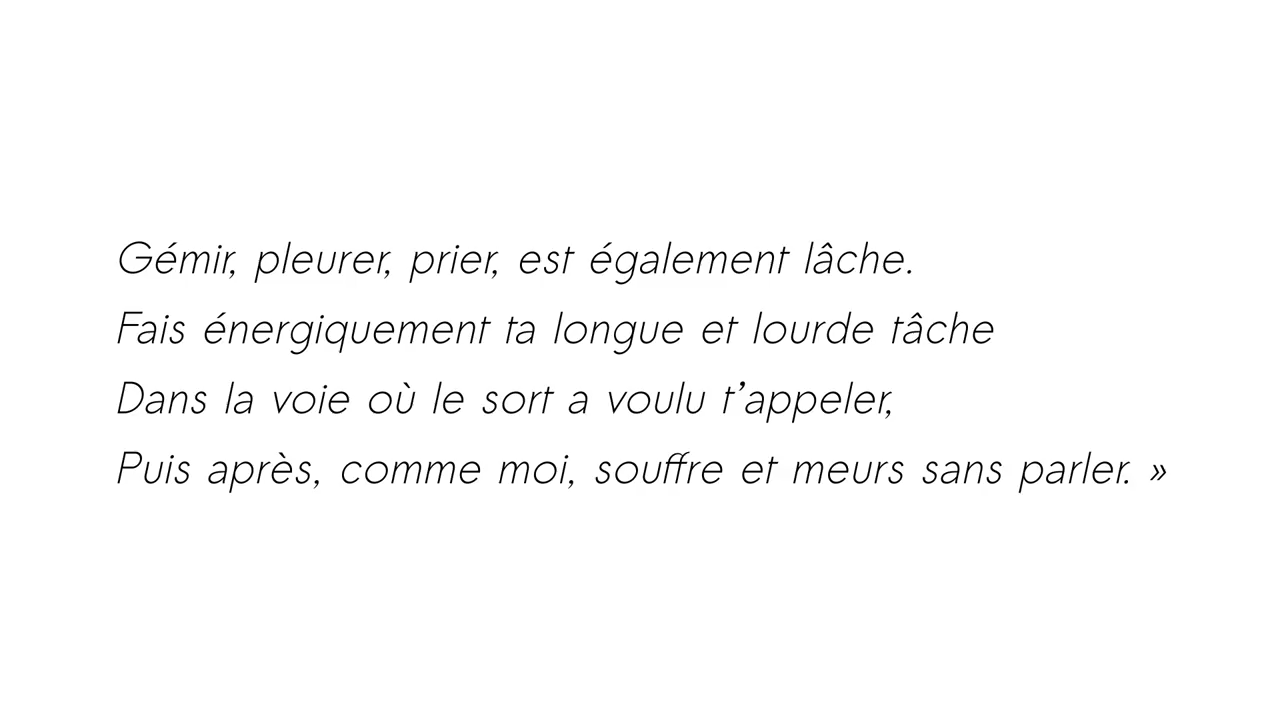 Gémir, pleurer, prier, est également lâche.
Fais énergiquement ta longue et lourde tâche
Dans la voie où le sort a voulu t’appeler,
Puis après, comme moi, souffre et meurs sans parler. »